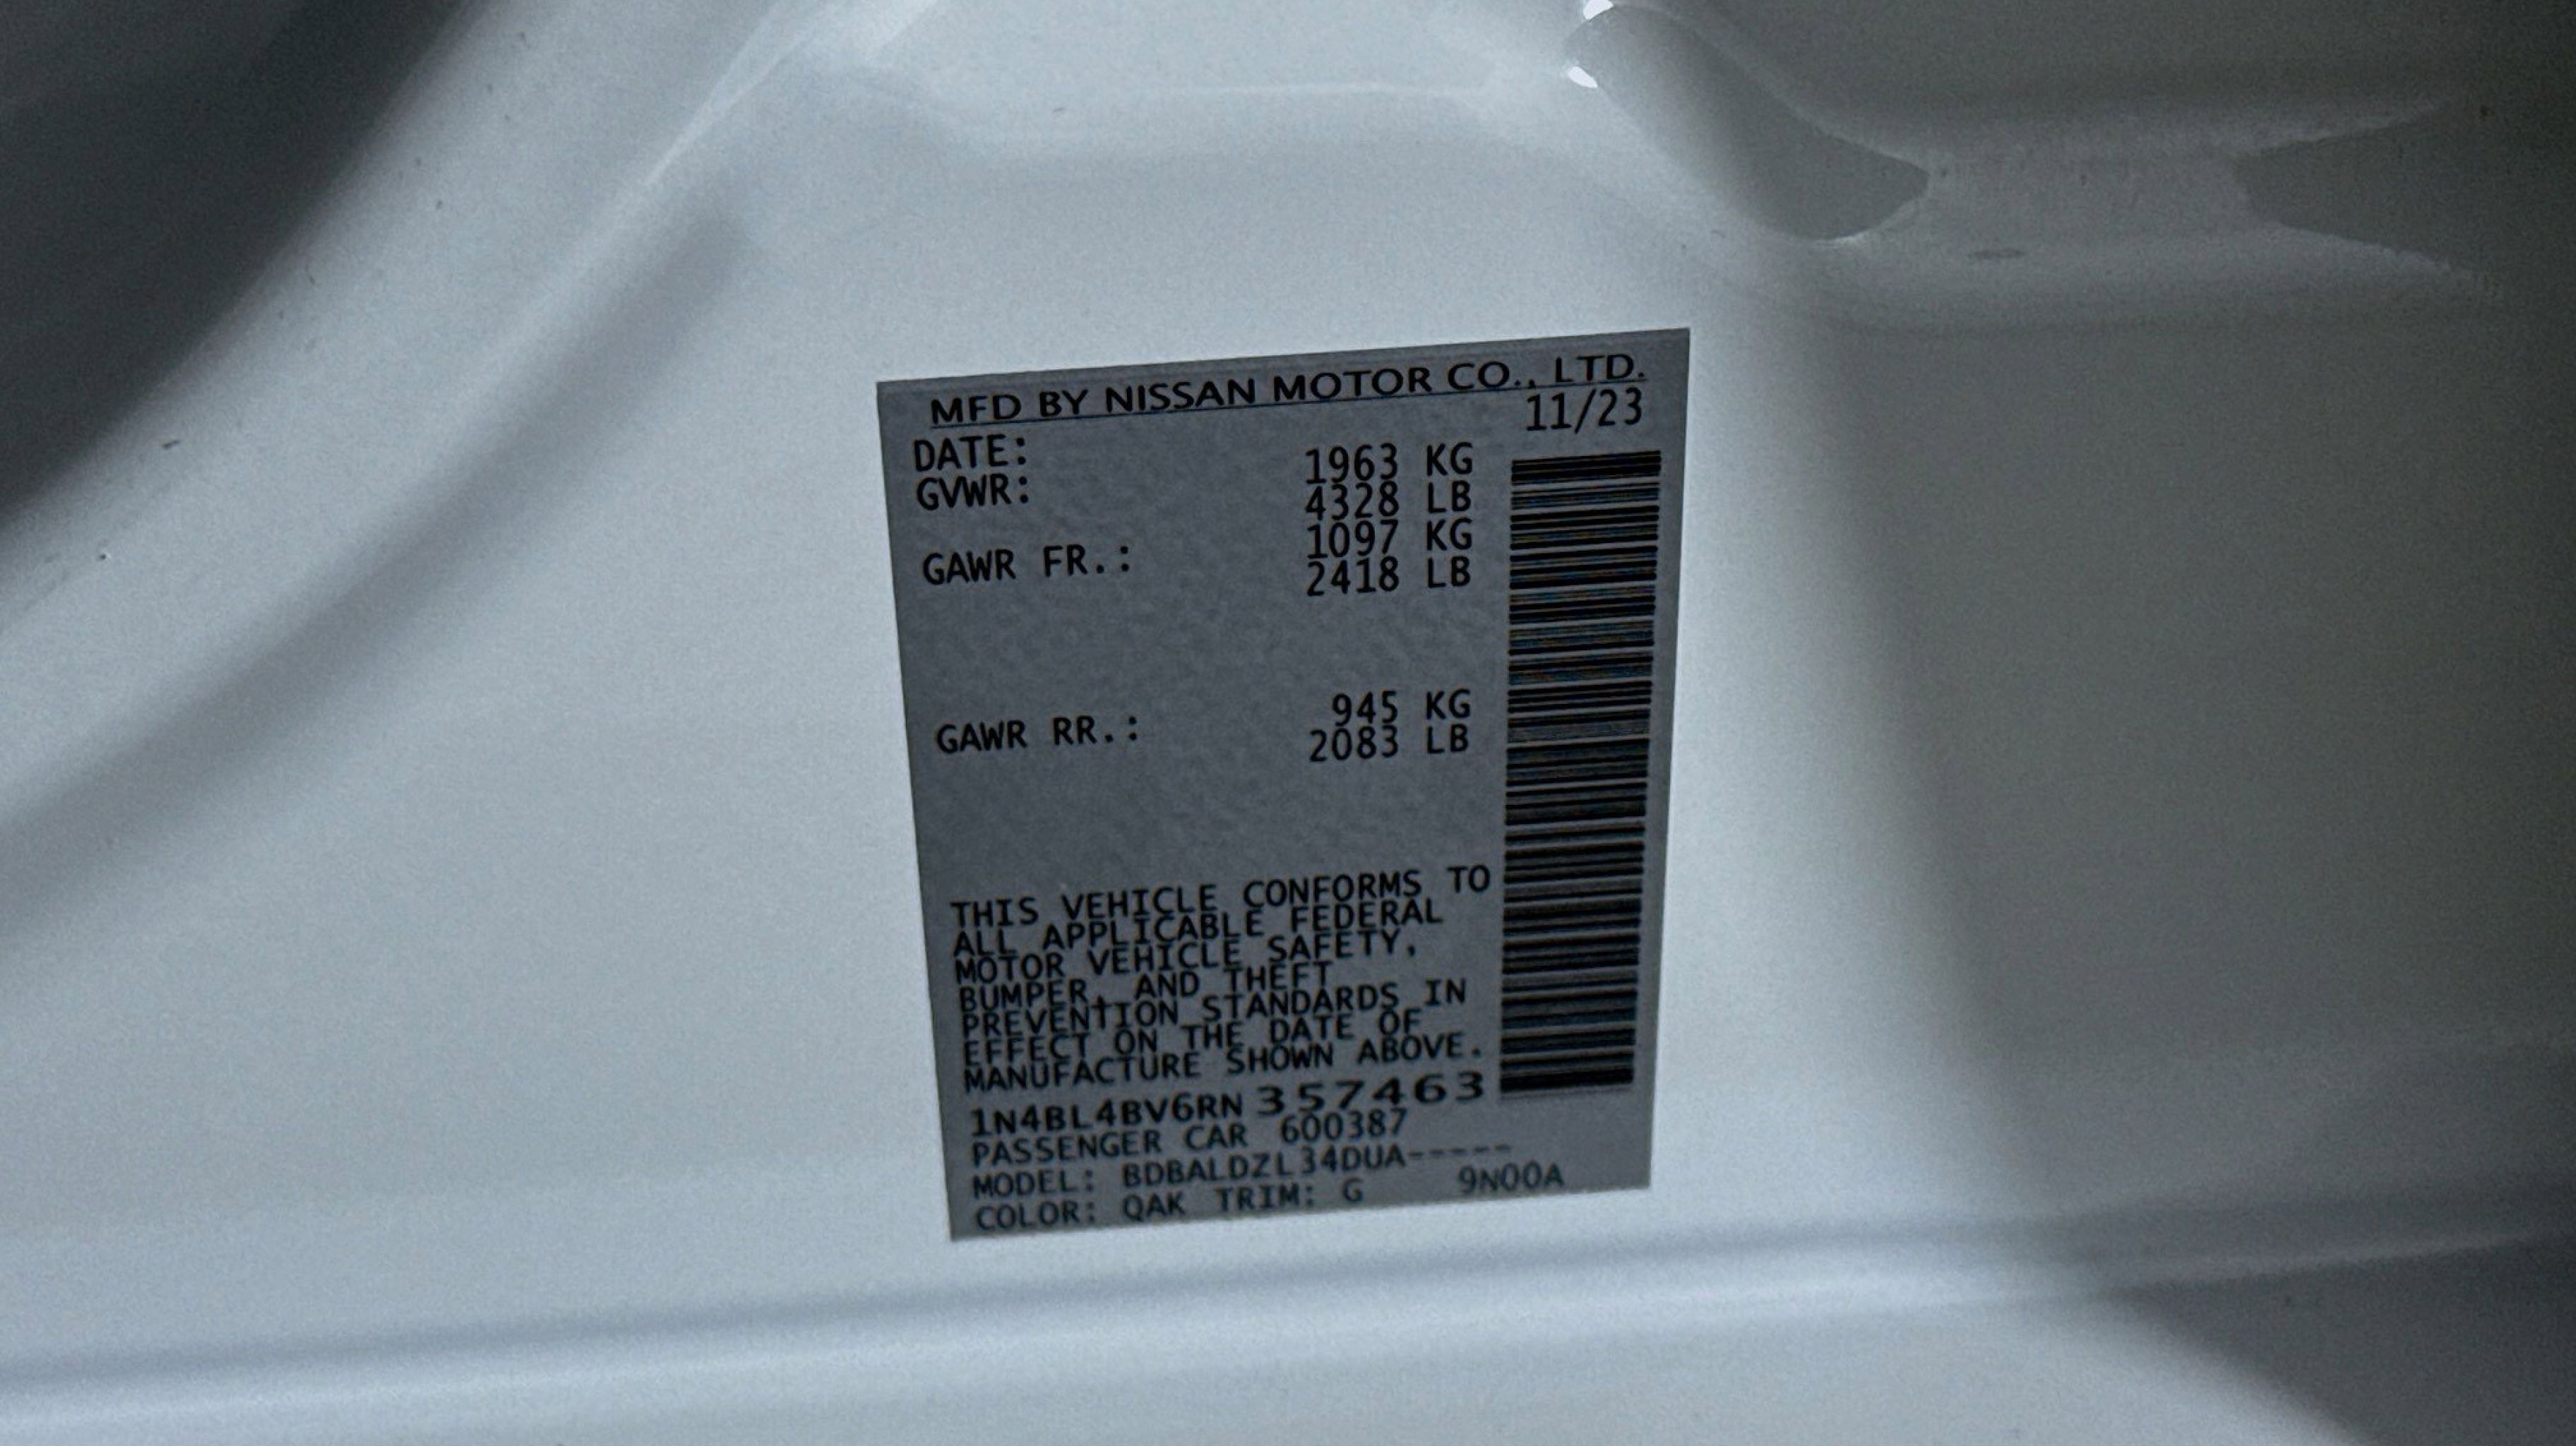 MFD BY NISSAN MOTOR CO., LTD.
DATE: 11/23
GVWR: 1963 KG
4328 LB
GAWR FR.: 1097 KG
2418 LB
GAWR RR.: 945 KG
2083 LB
THIS VEHICLE CONFORMS TO
ALL APPLICABLE FEDERAL
MOTOR VEHICLE SAFETY,
BUMPER, AND THEFT
PREVENTION STANDARDS IN
EFFECT ON THE DATE OF
MANUFACTURE SHOWN ABOVE.
1N4BL4BV6RN357463
PASSENGER CAR 600387
MODEL: BDBALDZL34DUA-----
COLOR: QAK TRIM: G 9N00A